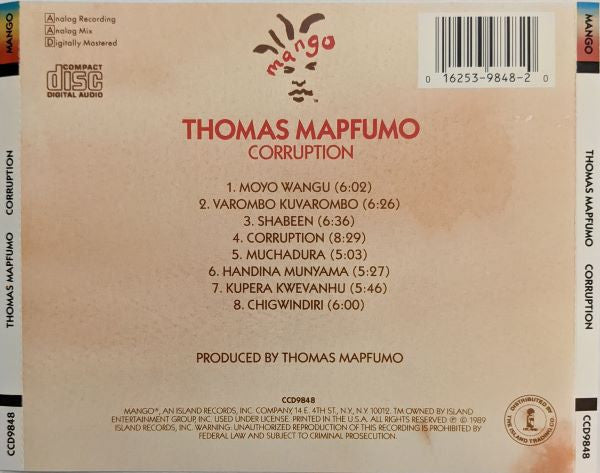 MANGO
THOMAS MAPFUMO CORRUPTION
CCD9848
A Analog Recording
A Analog Mix
D Digitally Mastered
COMPACT
disc
DIGITAL AUDIO
mango
0 16253-9848-2 0
THOMAS MAPFUMO
CORRUPTION
1. MOYO WANGU (6:02)
2. VAROMBO KUVAROMBO (6:26)
3. SHABEEN (6:36)
4. CORRUPTION (8:29)
5. MUCHADURA (5:03)
6. HANDINA MUNYAMA (5:27)
7. KUPERA KWEVANHU (5:46)
8. CHIGWINDIRI (6:00)
PRODUCED BY THOMAS MAPFUMO
CCD9848
MANGO®, AN ISLAND RECORDS, INC. COMPANY, 14 E. 4TH ST., N.Y., N.Y. 10012. TM OWNED BY ISLAND
ENTERTAINMENT GROUP, INC. USED UNDER LICENSE. PRINTED IN THE U.S.A. ALL RIGHTS RESERVED ℗ © 1989
ISLAND RECORDS, INC. WARNING: UNAUTHORIZED REPRODUCTION OF THIS RECORDING IS PROHIBITED BY
FEDERAL LAW AND SUBJECT TO CRIMINAL PROSECUTION.
DISTRIBUTED BY
THE ISLAND TRADING CO
MANGO
THOMAS MAPFUMO CORRUPTION
CCD9848